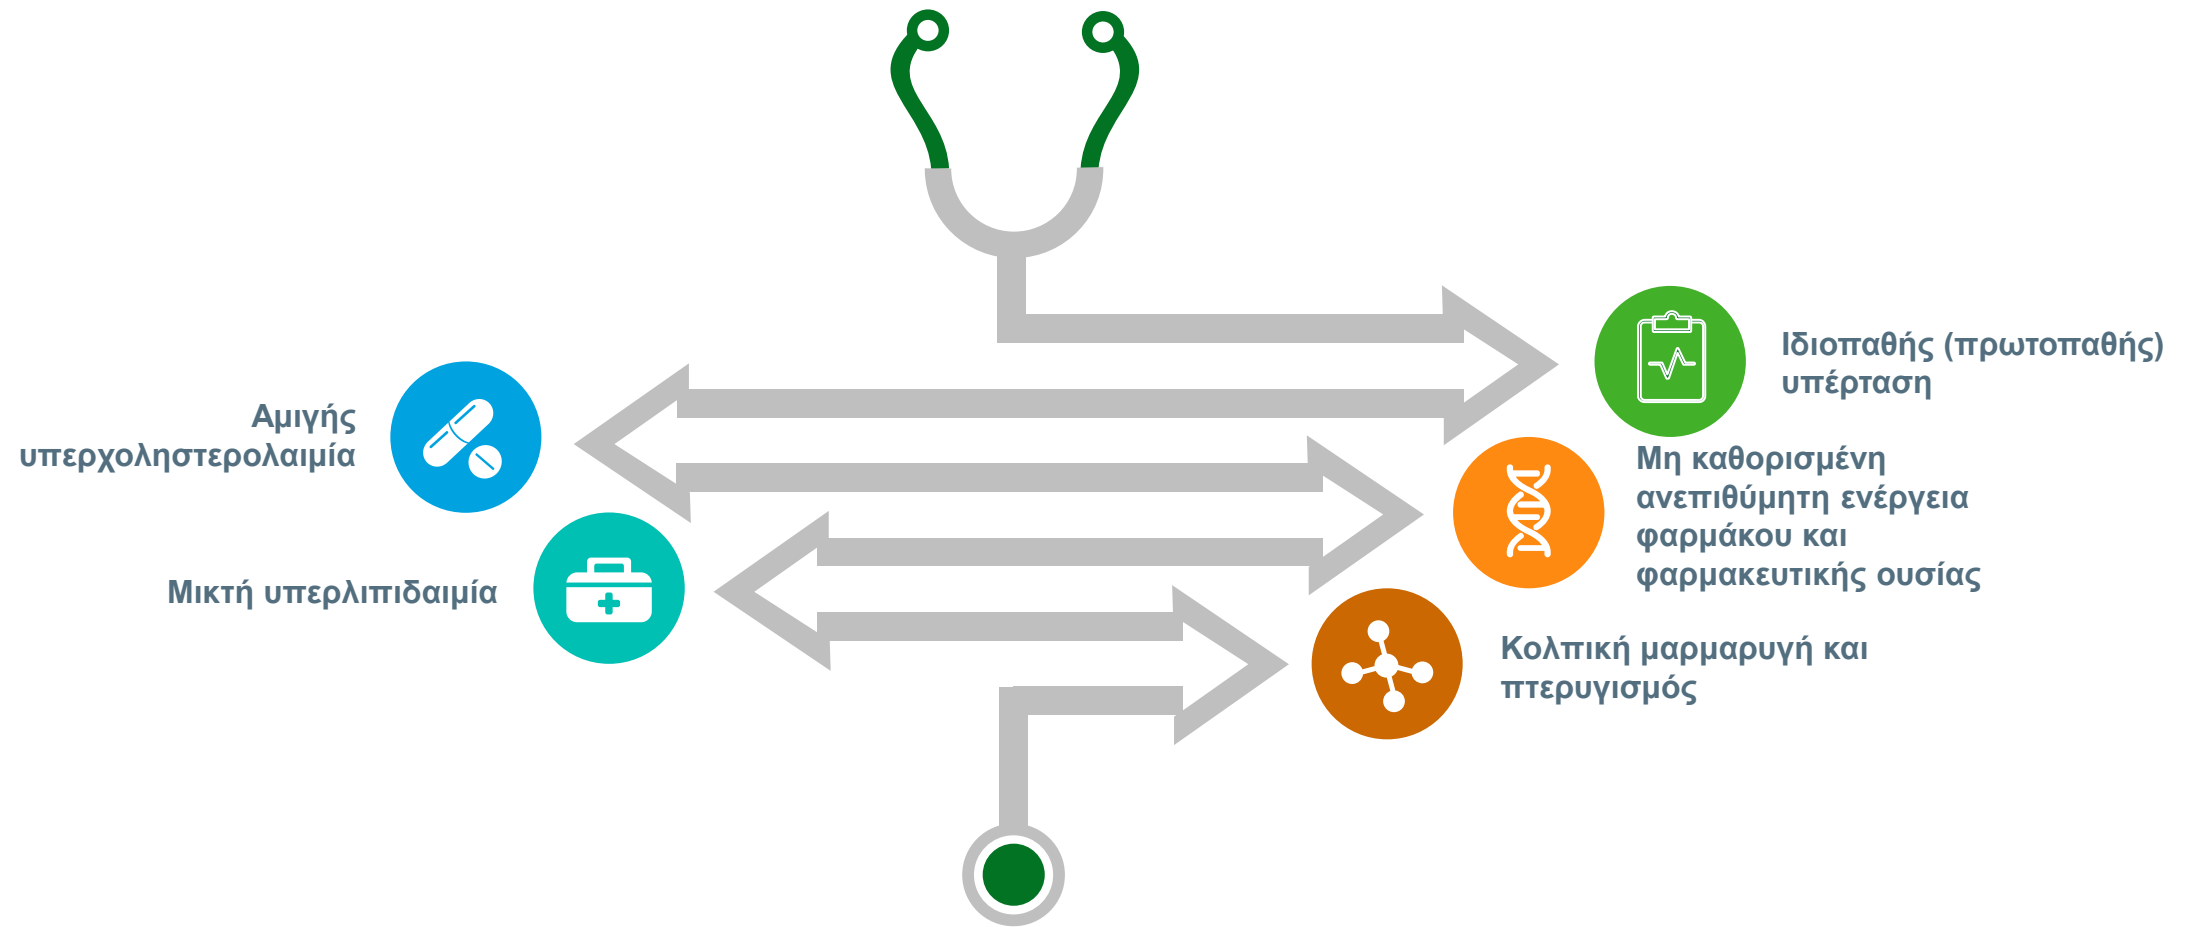 Ιδιοπαθής (πρωτοπαθής)
υπέρταση
Αμιγής
υπερχοληστερολαιμία
Μη καθορισμένη
ανεπιθύμητη ενέργεια
φαρμάκου και
φαρμακευτικής ουσίας
Μικτή υπερλιπιδαιμία
Κολπική μαρμαρυγή και
πτερυγισμός